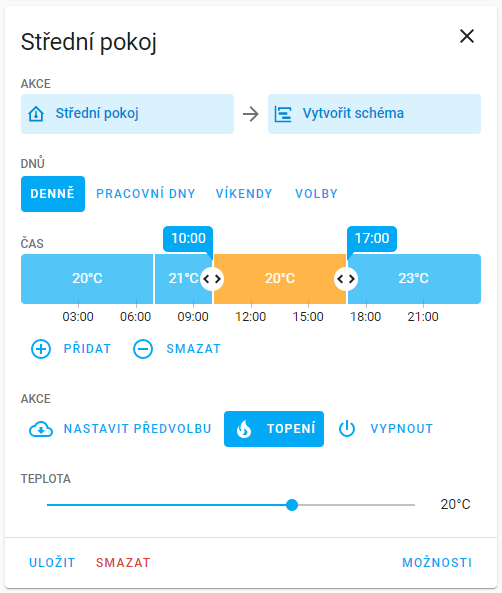 Střední pokoj
AKCE
Střední pokoj
Vytvořit schéma
DNŮ
DENNĚ PRACOVNÍ DNY VÍKENDY VOLBY
ČAS
10:00 17:00
20°C 21°C 20°C 23°C
03:00 06:00 09:00 12:00 15:00 18:00 21:00
PŘIDAT SMAZAT
AKCE
NASTAVIT PŘEDVOLBU TOPENÍ VYPNOUT
TEPLOTA
20°C
ULOŽIT SMAZAT MOŽNOSTI